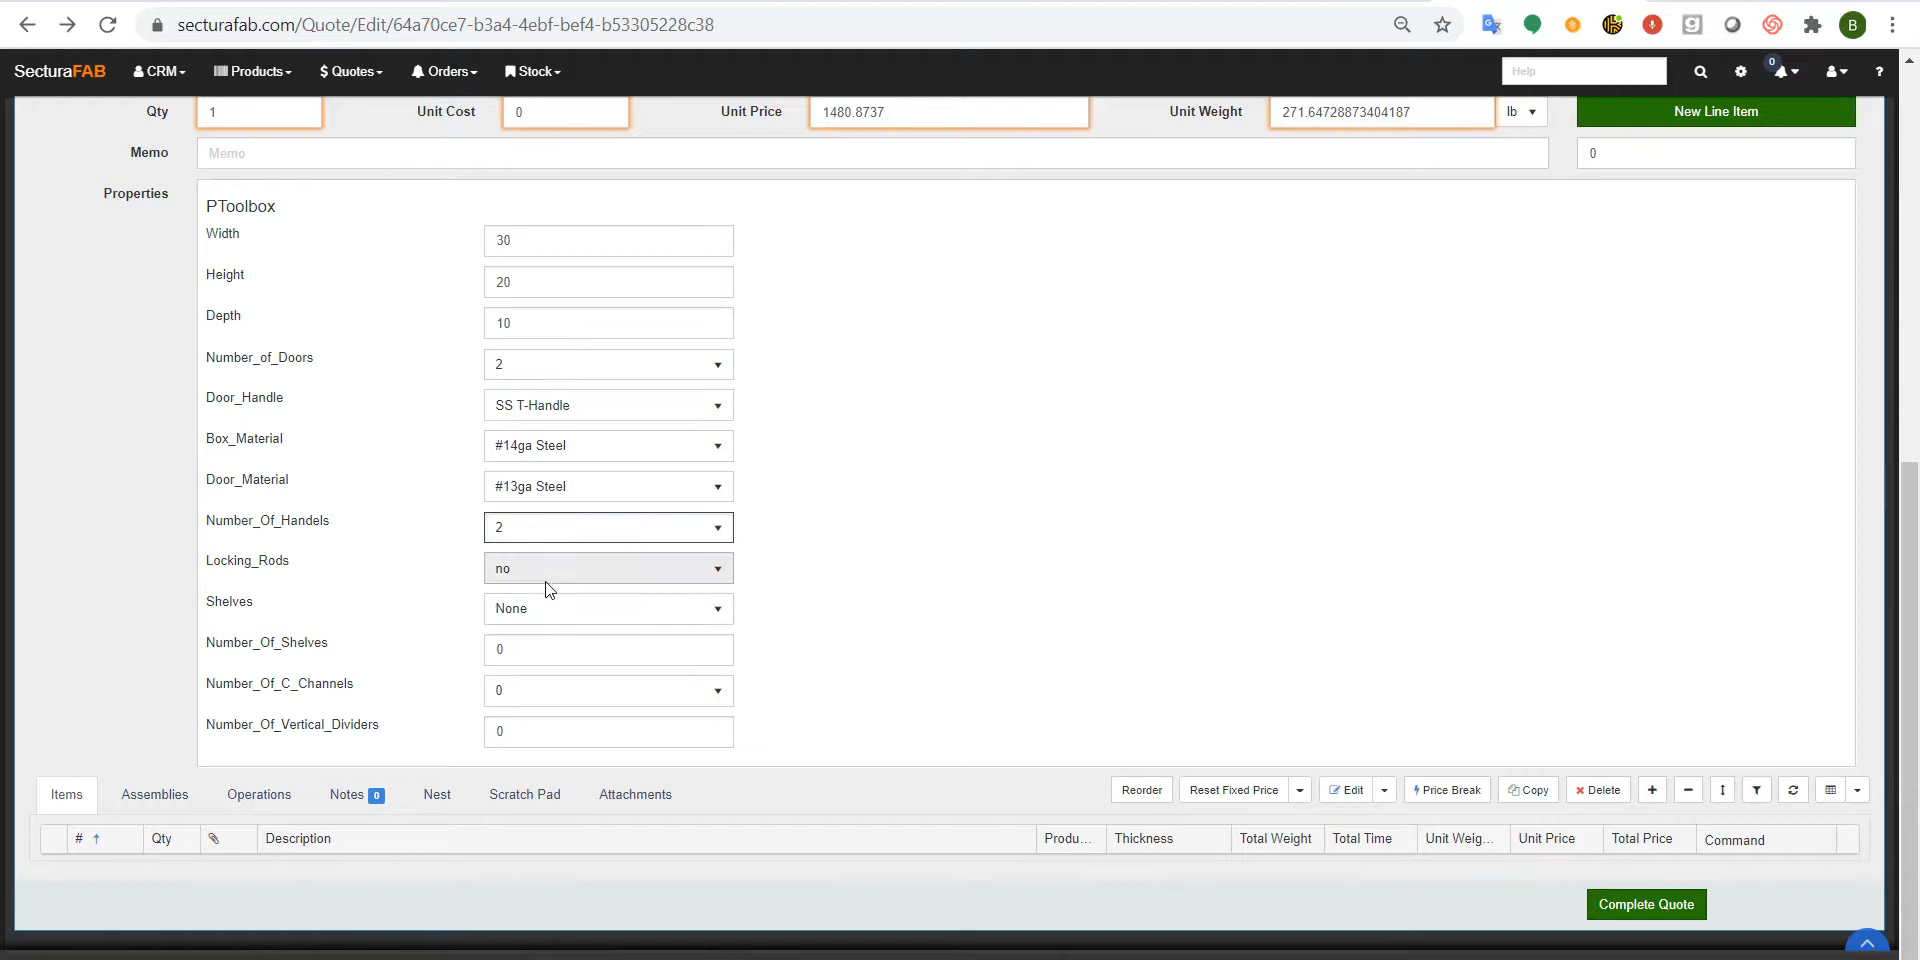 secturafab.com/Quote/Edit/64a70ce7-b3a4-4ebf-bef4-b53305228c38
B
SecturaFAB CRM Products $ Quotes Orders Stock Help 0 ?
Qty 1 Unit Cost 0 Unit Price 1480.8737 Unit Weight 271.64728873404187 lb New Line Item
Memo Memo 0
Properties
PToolbox
Width 30
Height 20
Depth 10
Number_of_Doors 2
Door_Handle SS T-Handle
Box_Material #14ga Steel
Door_Material #13ga Steel
Number_Of_Handels 2
Locking_Rods no
Shelves None
Number_Of_Shelves 0
Number_Of_C_Channels 0
Number_Of_Vertical_Dividers 0
Items Assemblies Operations Notes 0 Nest Scratch Pad Attachments Reorder Reset Fixed Price Edit Price Break Copy Delete
# Qty Description Produ... Thickness Total Weight Total Time Unit Weig... Unit Price Total Price Command
Complete Quote